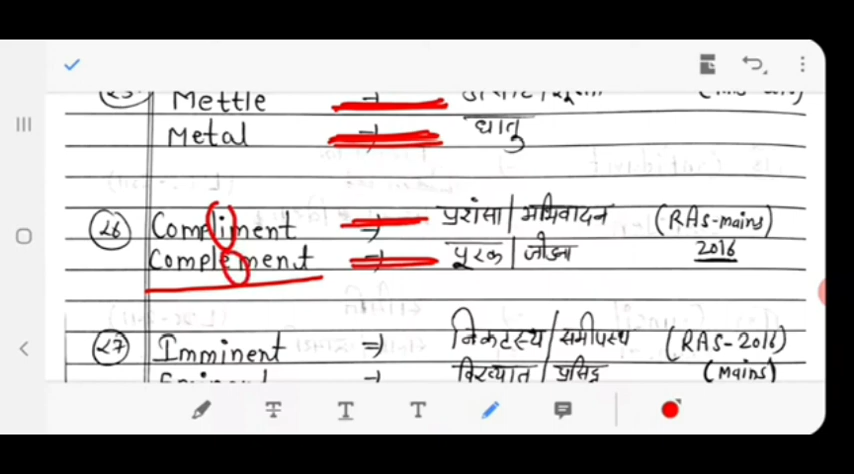 Mettle ⇒
Metal ⇒ धातु
(26) Compliment ⇒ प्रशंसा/अभिवादन (RAS-mains)
Complement ⇒ पूरक/जोड़ना 2016
(27) Imminent ⇒ निकटस्थ/समीपस्थ (RAS-2016)
⇒ विख्यात/प्रसिद्ध (mains)
T T T